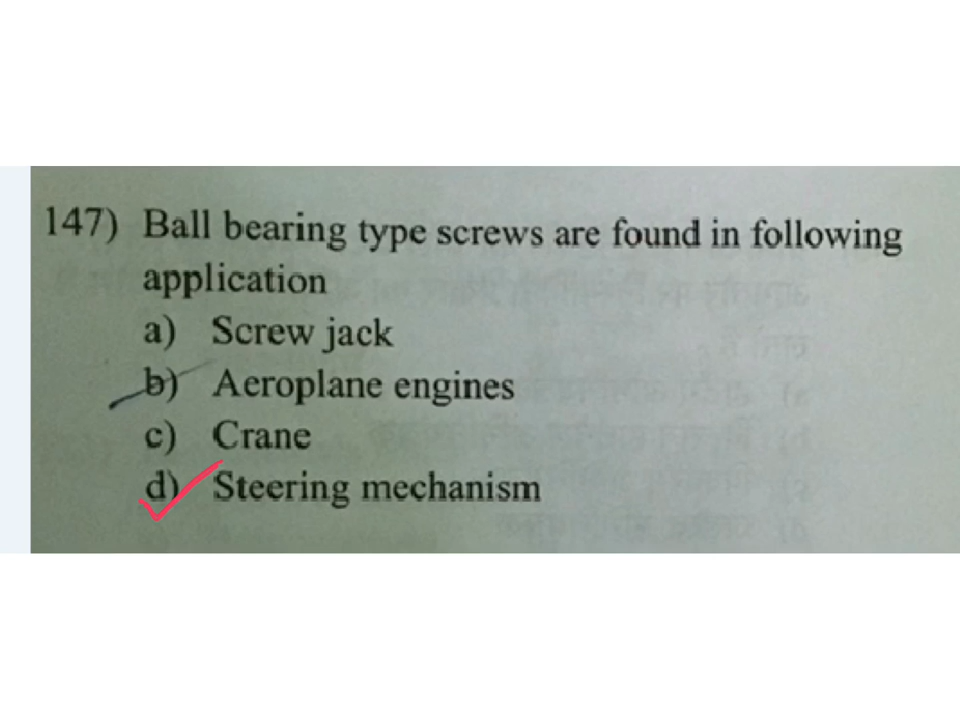 147) Ball bearing type screws are found in following
application
a) Screw jack
b) Aeroplane engines
c) Crane
d) Steering mechanism